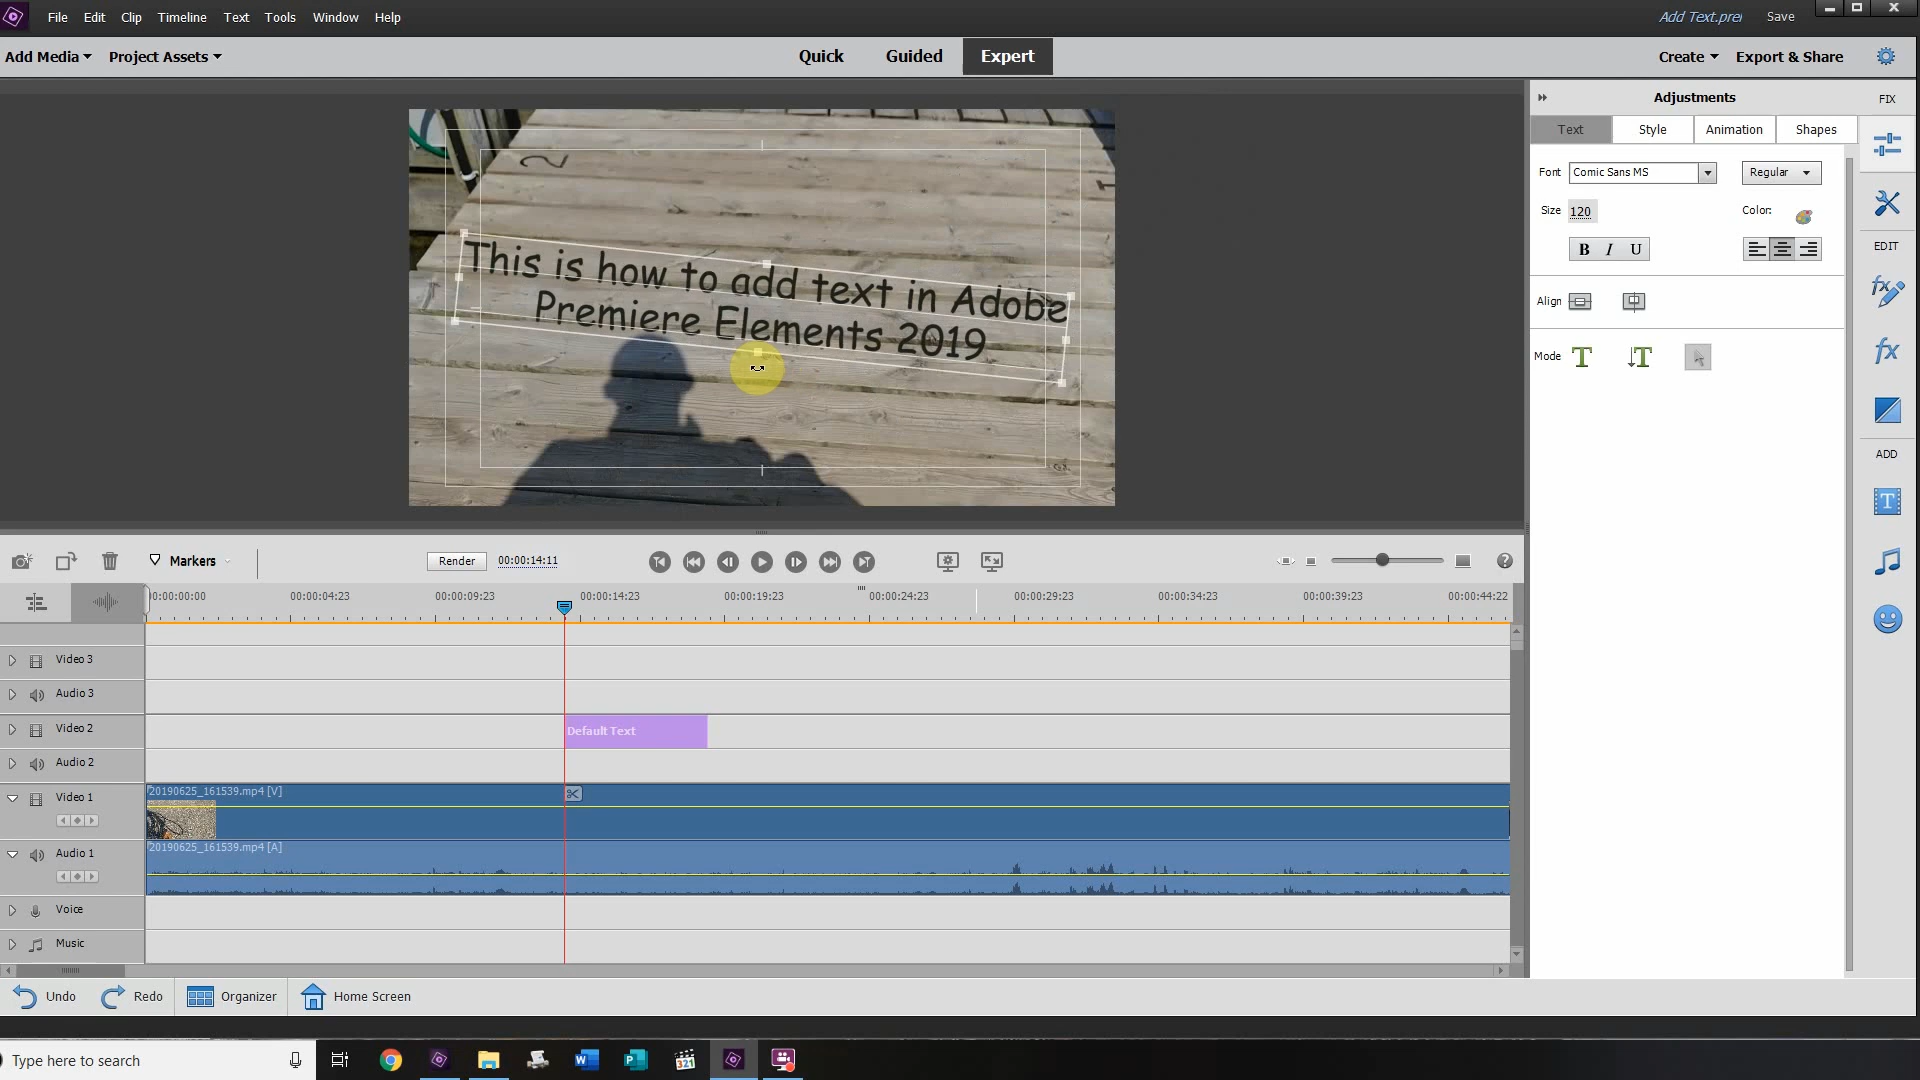 File Edit Clip Timeline Text Tools Window Help
Add Text.prel Save
Add Media Project Assets
Quick Guided Expert
Create Export & Share
Adjustments
FIX
Text Style Animation Shapes
Font Comic Sans MS Regular
Size 120 Color:
B I U
EDIT
Align
Mode
ADD
This is how to add text in Adobe
Premiere Elements 2019
Markers
Render 00:00:14:11
00:00:04:23 00:00:09:23 00:00:14:23 00:00:19:23 00:00:24:23 00:00:29:23 00:00:34:23 00:00:39:23 00:00:44:22
Video 3
Audio 3
Video 2
Default Text
Audio 2
Video 1
20190625_161539.mp4 [V]
Audio 1
20190625_161539.mp4 [A]
Voice
Music
Undo Redo Organizer Home Screen
Type here to search
321